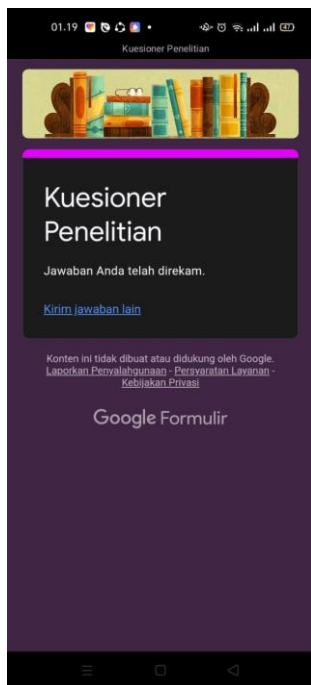 01.19
47
Kuesioner Penelitian
Kuesioner
Penelitian
Jawaban Anda telah direkam.
Kirim jawaban lain
Konten ini tidak dibuat atau didukung oleh Google.
Laporkan Penyalahgunaan - Persyaratan Layanan -
Kebijakan Privasi
Google Formulir